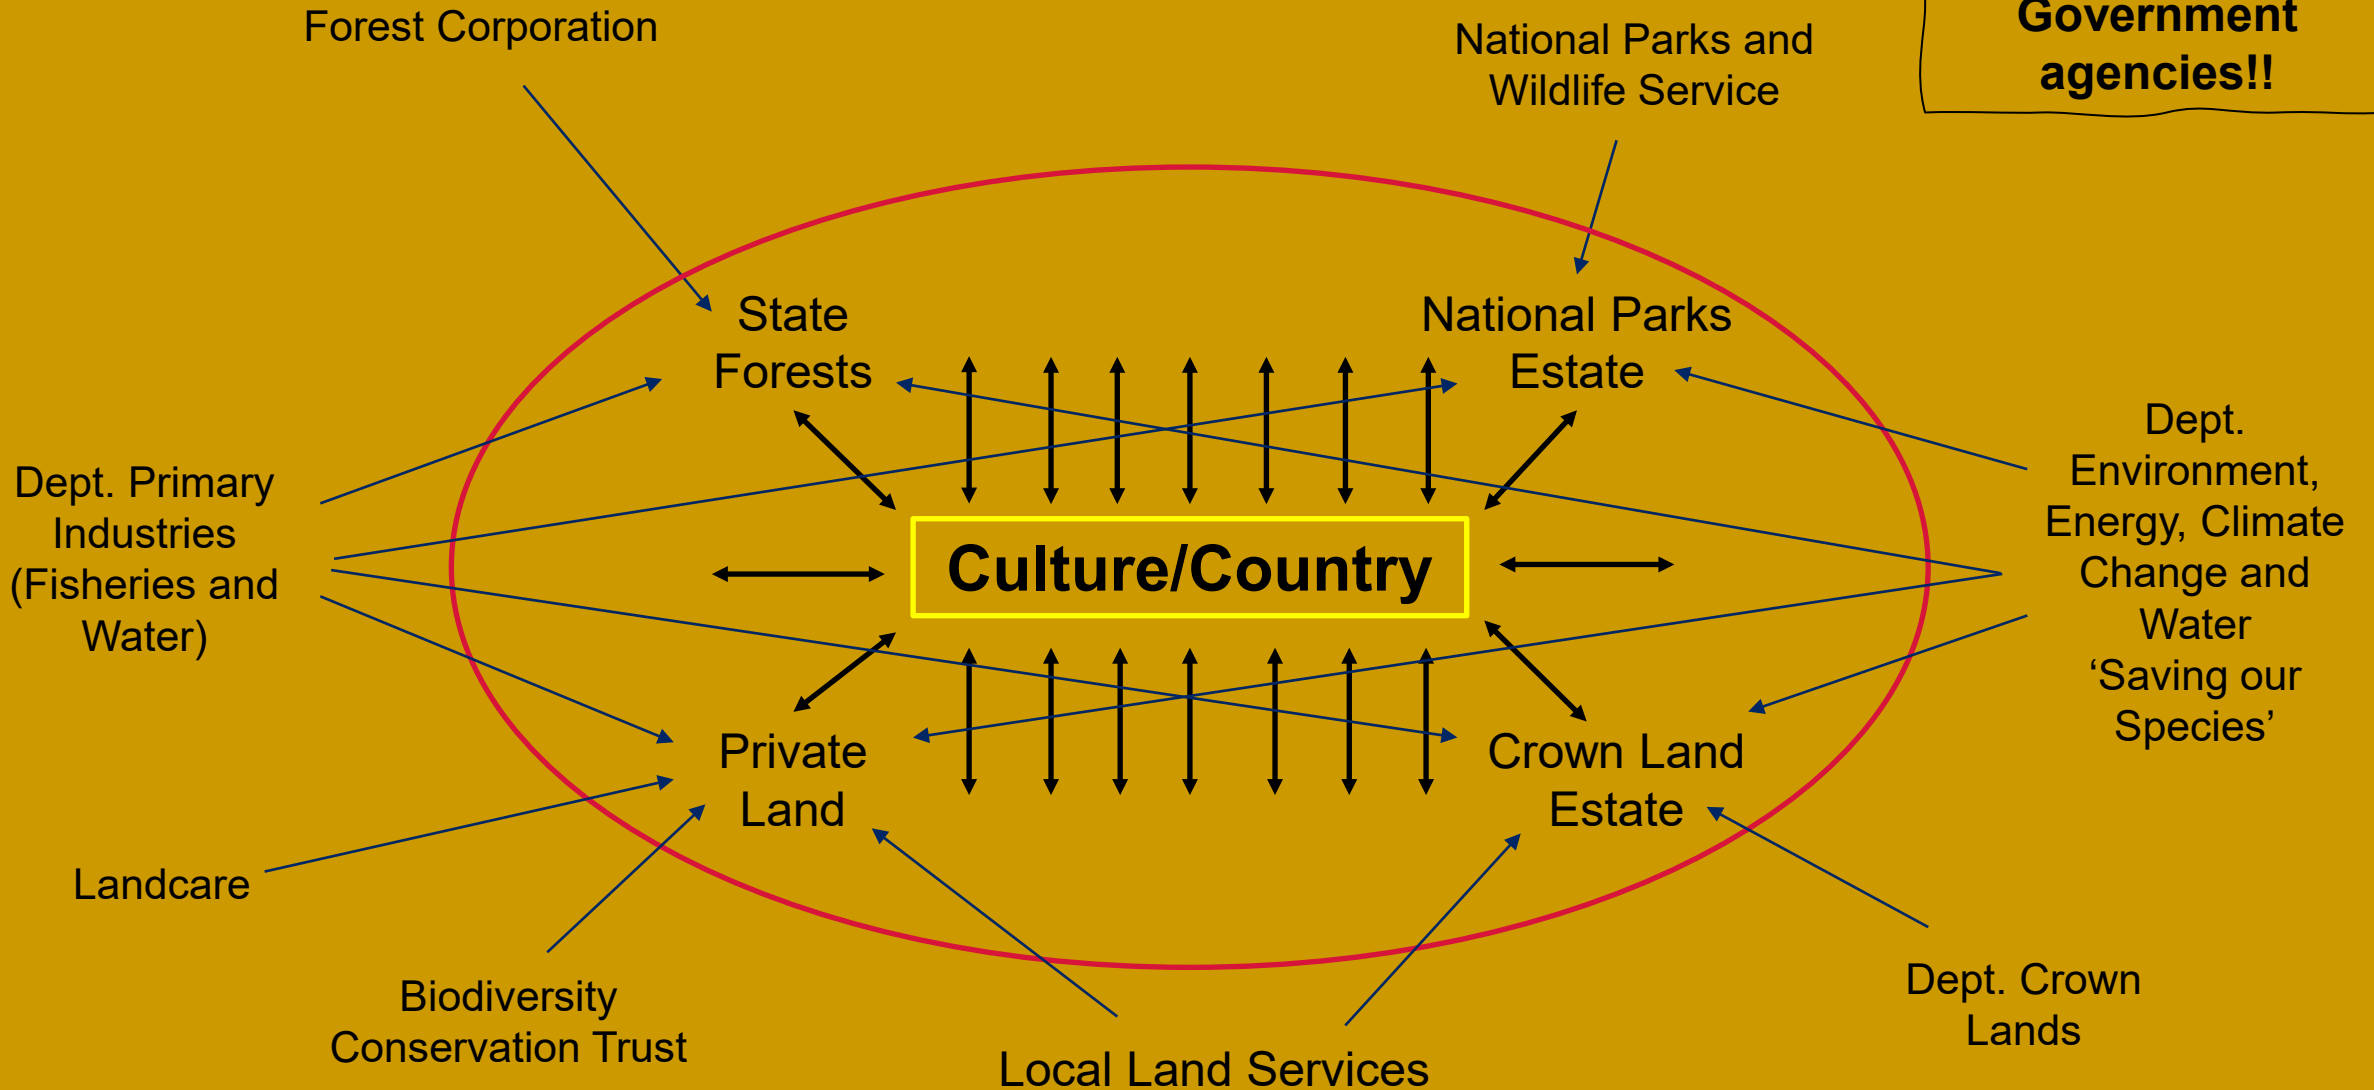 Forest Corporation
National Parks and
Wildlife Service
Government
agencies!!
State
Forests
National Parks
Estate
Dept. Primary
Industries
(Fisheries and
Water)
Culture/Country
Dept.
Environment,
Energy, Climate
Change and
Water
‘Saving our
Species’
Private
Land
Crown Land
Estate
Landcare
Biodiversity
Conservation Trust
Local Land Services
Dept. Crown
Lands